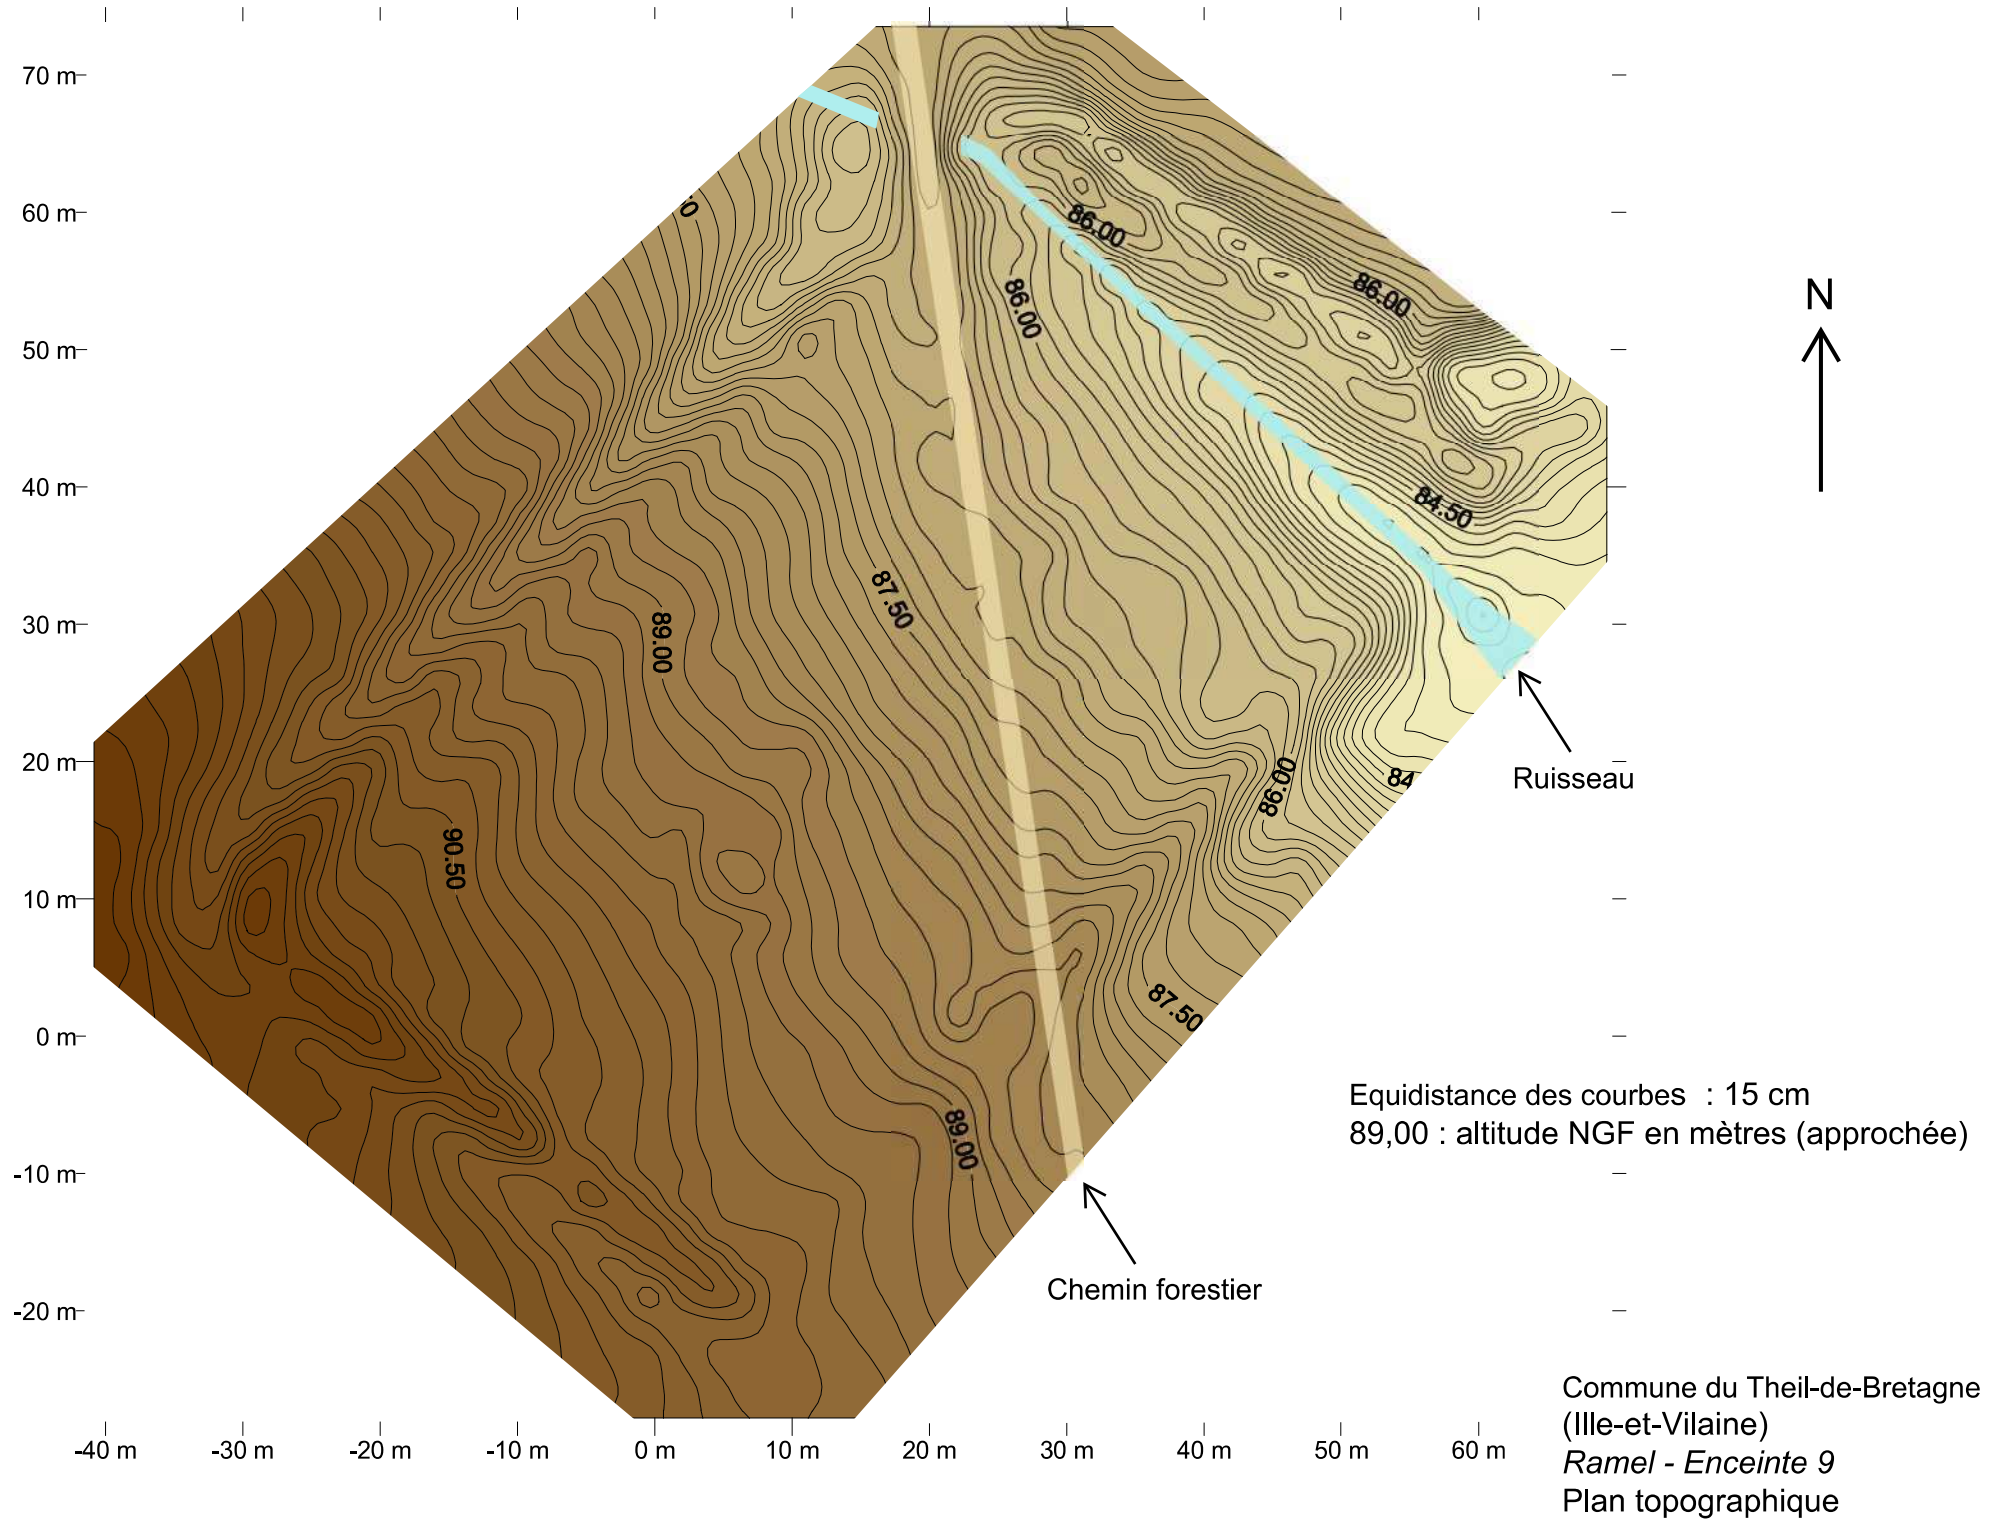 70 m
60 m
50 m
40 m
30 m
20 m
10 m
0 m
-10 m
-20 m
-40 m
-30 m
-20 m
-10 m
0 m
10 m
20 m
30 m
40 m
50 m
60 m
86.00
86.00
86.00
84.50
87.50
89.00
90.50
86.00
84
87.50
89.00
N
Ruisseau
Chemin forestier
Equidistance des courbes : 15 cm
89,00 : altitude NGF en mètres (approchée)
Commune du Theil-de-Bretagne
(Ille-et-Vilaine)
Ramel - Enceinte 9
Plan topographique